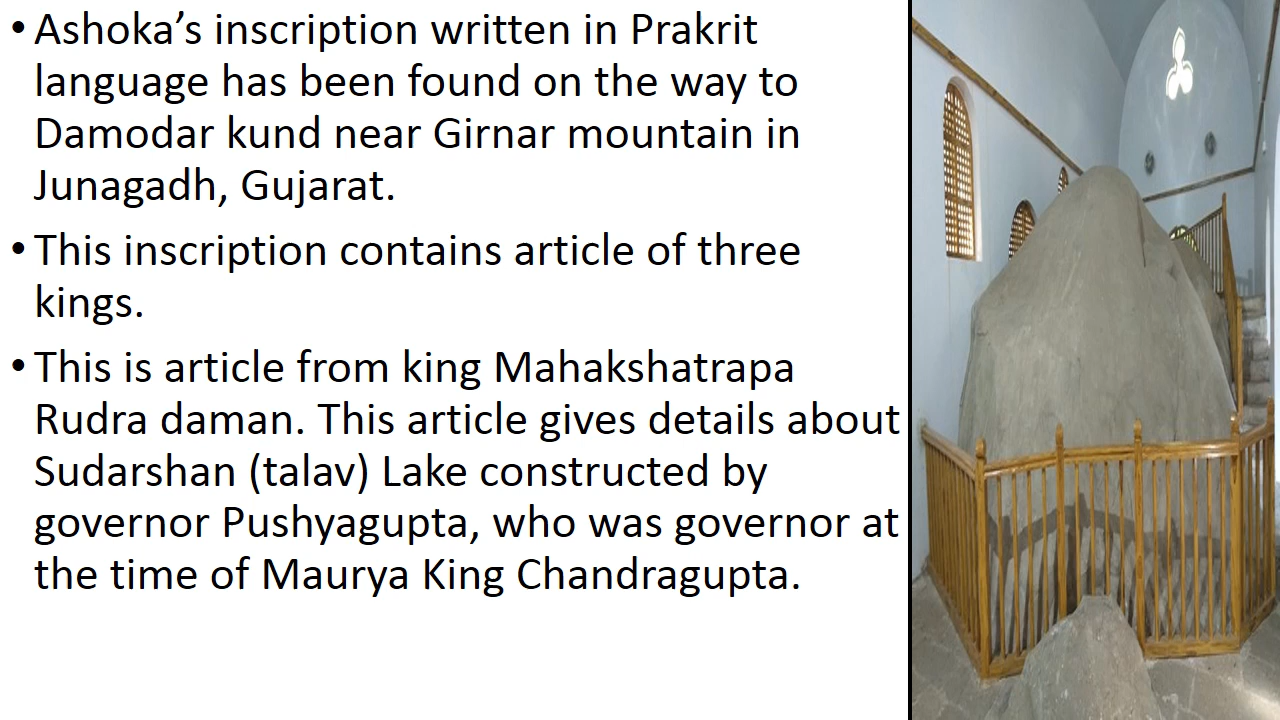 • Ashoka’s inscription written in Prakrit
language has been found on the way to
Damodar kund near Girnar mountain in
Junagadh, Gujarat.
• This inscription contains article of three
kings.
• This is article from king Mahakshatrapa
Rudra daman. This article gives details about
Sudarshan (talav) Lake constructed by
governor Pushyagupta, who was governor at
the time of Maurya King Chandragupta.